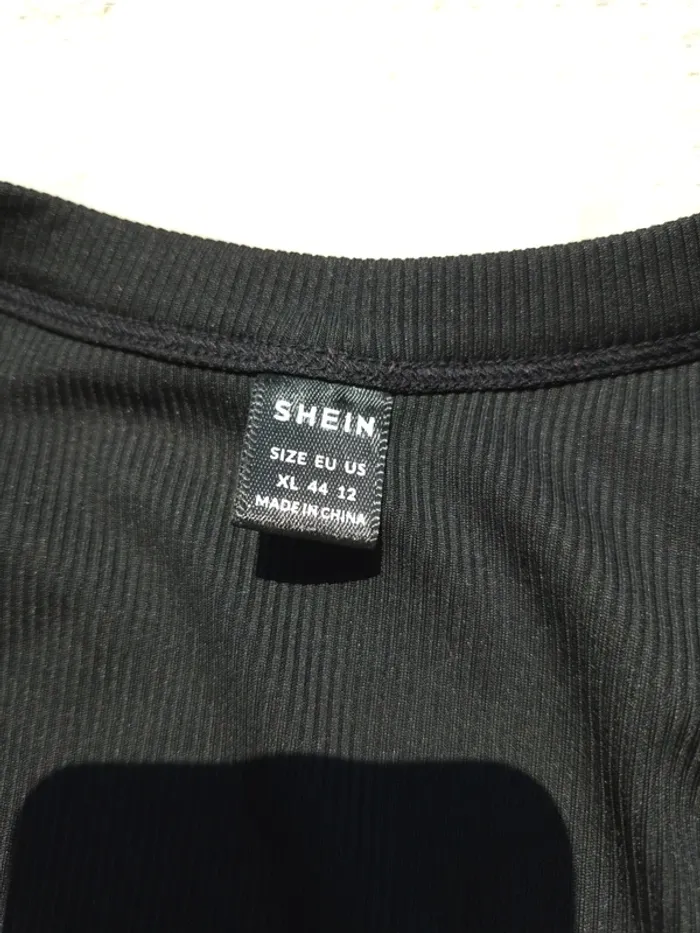 SHEIN
SIZE EU US
XL 44 12
MADE IN CHINA